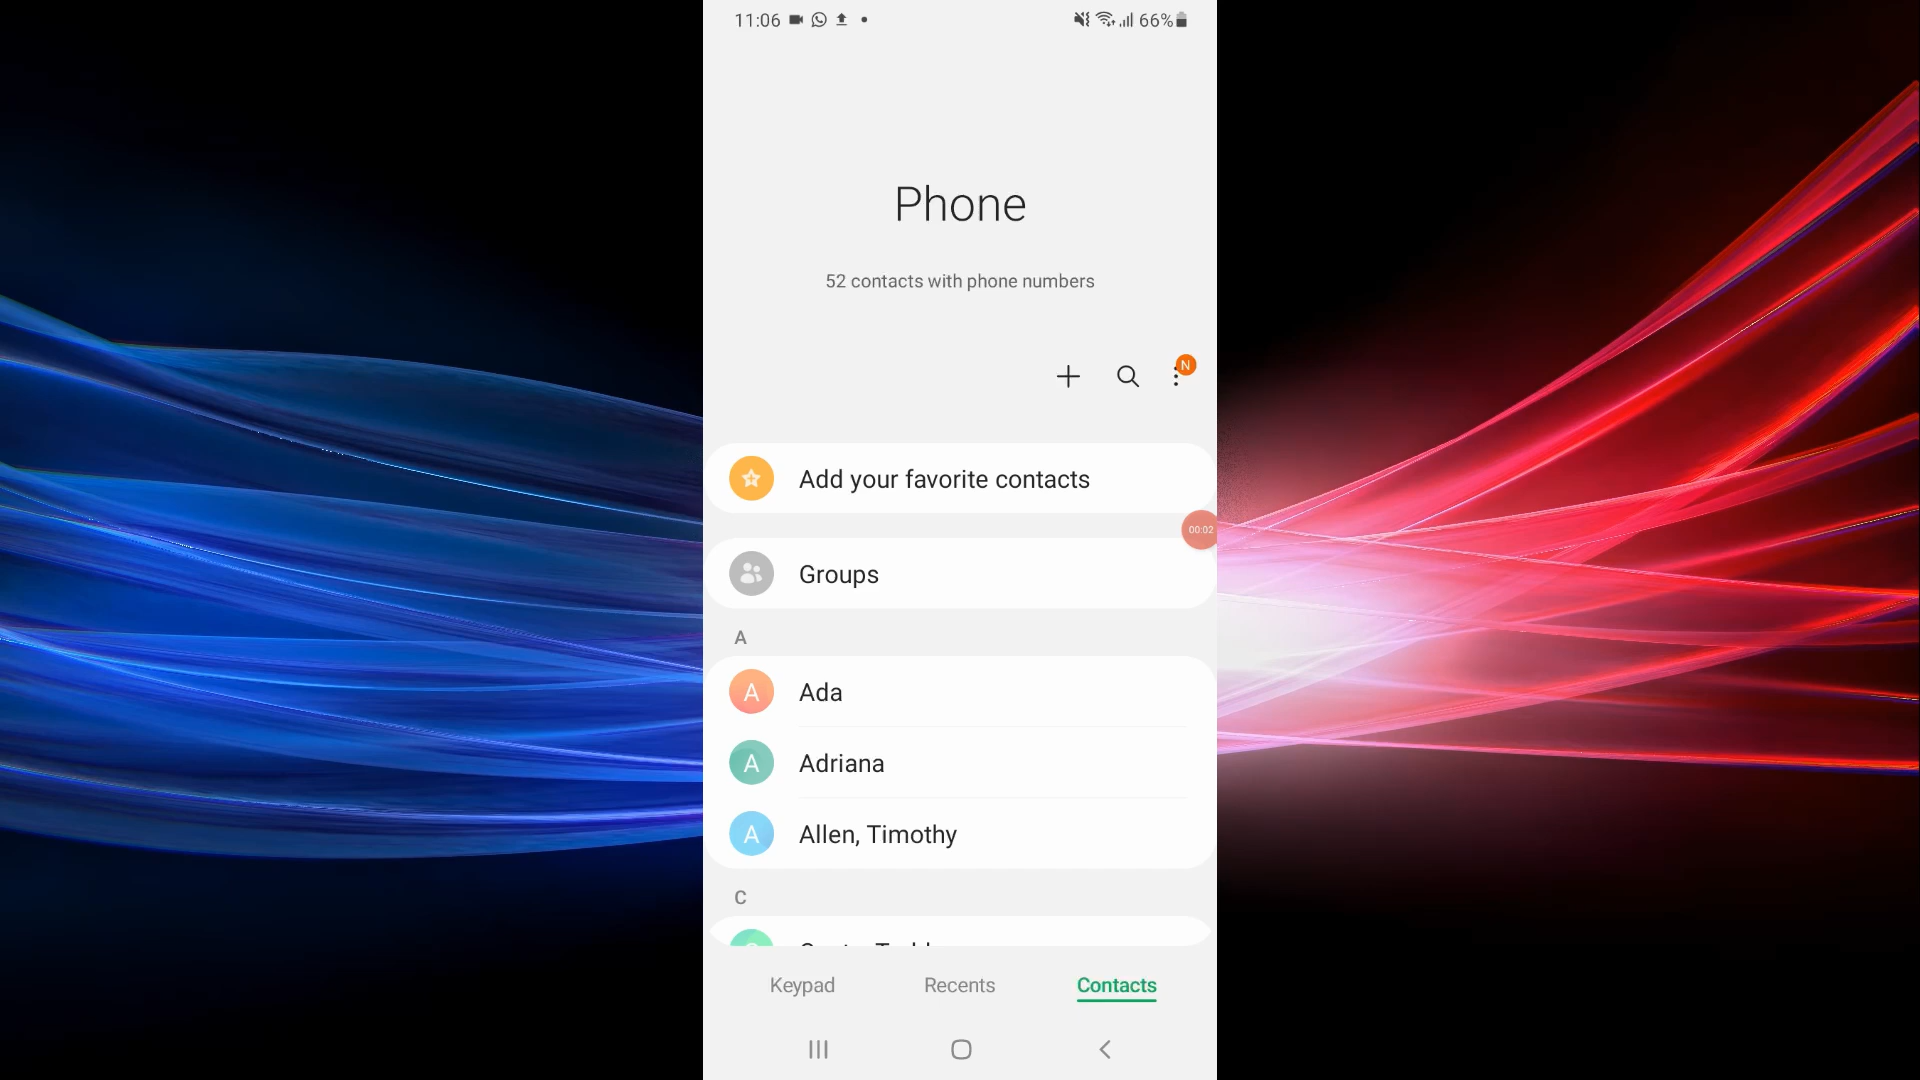 11:06
66%
Phone
52 contacts with phone numbers
N
Add your favorite contacts
00:02
Groups
A
A Ada
A Adriana
A Allen, Timothy
C
Keypad Recents Contacts